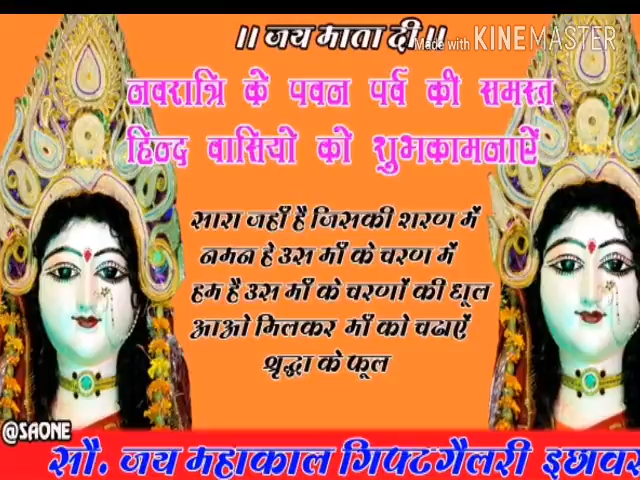 ॥ जय माता दी ॥
Made with KINEMASTER
नवरात्रि के पवन पर्व की समस्त
हिन्द वासियो को शुभकामनाऐं
सारा जहाँ है जिसकी शरण में
नमन हे उस माँ के चरण में
हम है उस माँ के चरणों की धूल
आओ मिलकर माँ को चढाऐं
श्रृद्धा के फूल
@SAONE
सौ. जय महाकाल गिफ्टगैलरी इछावर